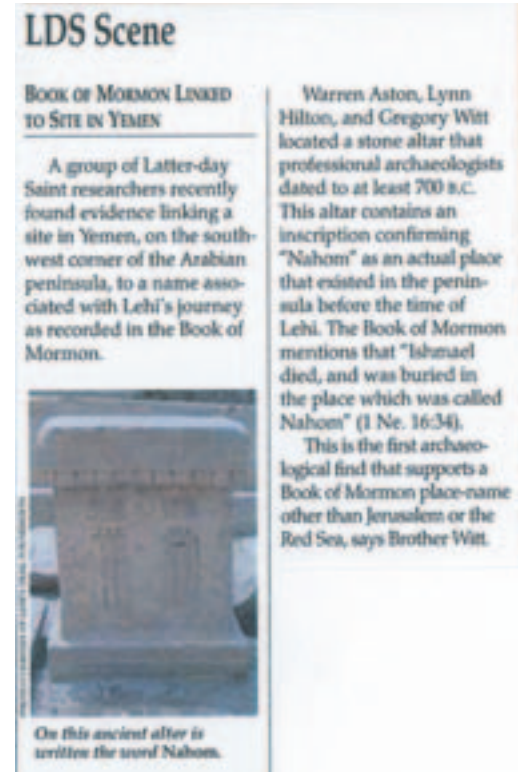 LDS Scene
BOOK OF MORMON LINKED
TO SITE IN YEMEN
A group of Latter-day
Saint researchers recently
found evidence linking a
site in Yemen, on the south-
west corner of the Arabian
peninsula, to a name asso-
ciated with Lehi's journey
as recorded in the Book of
Mormon.
On this ancient alter is
written the word Nahom.
Warren Aston, Lynn
Hilton, and Gregory Witt
located a stone altar that
professional archaeologists
dated to at least 700 B.C.
This altar contains an
inscription confirming
"Nahom" as an actual place
that existed in the penin-
sula before the time of
Lehi. The Book of Mormon
mentions that "Ishmael
died, and was buried in
the place which was called
Nahom" (1 Ne. 16:34).
This is the first archaeo-
logical find that supports a
Book of Mormon place-name
other than Jerusalem or the
Red Sea, says Brother Witt.